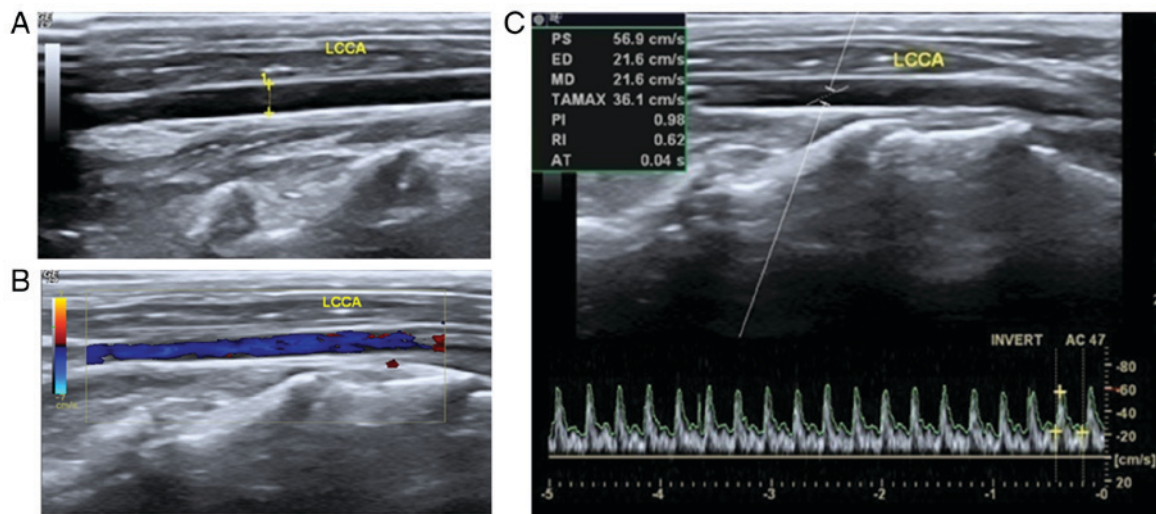 A
LCCA
1
B
LCCA
cm/s
C
PS 56.9 cm/s
ED 21.6 cm/s
MD 21.6 cm/s
TAMAX 36.1 cm/s
PI 0.98
RI 0.62
AT 0.04 s
LCCA
INVERT AC 47
-80
-60
-40
-20
[cm/s]
20
-5 -4 -3 -2 -1 -0